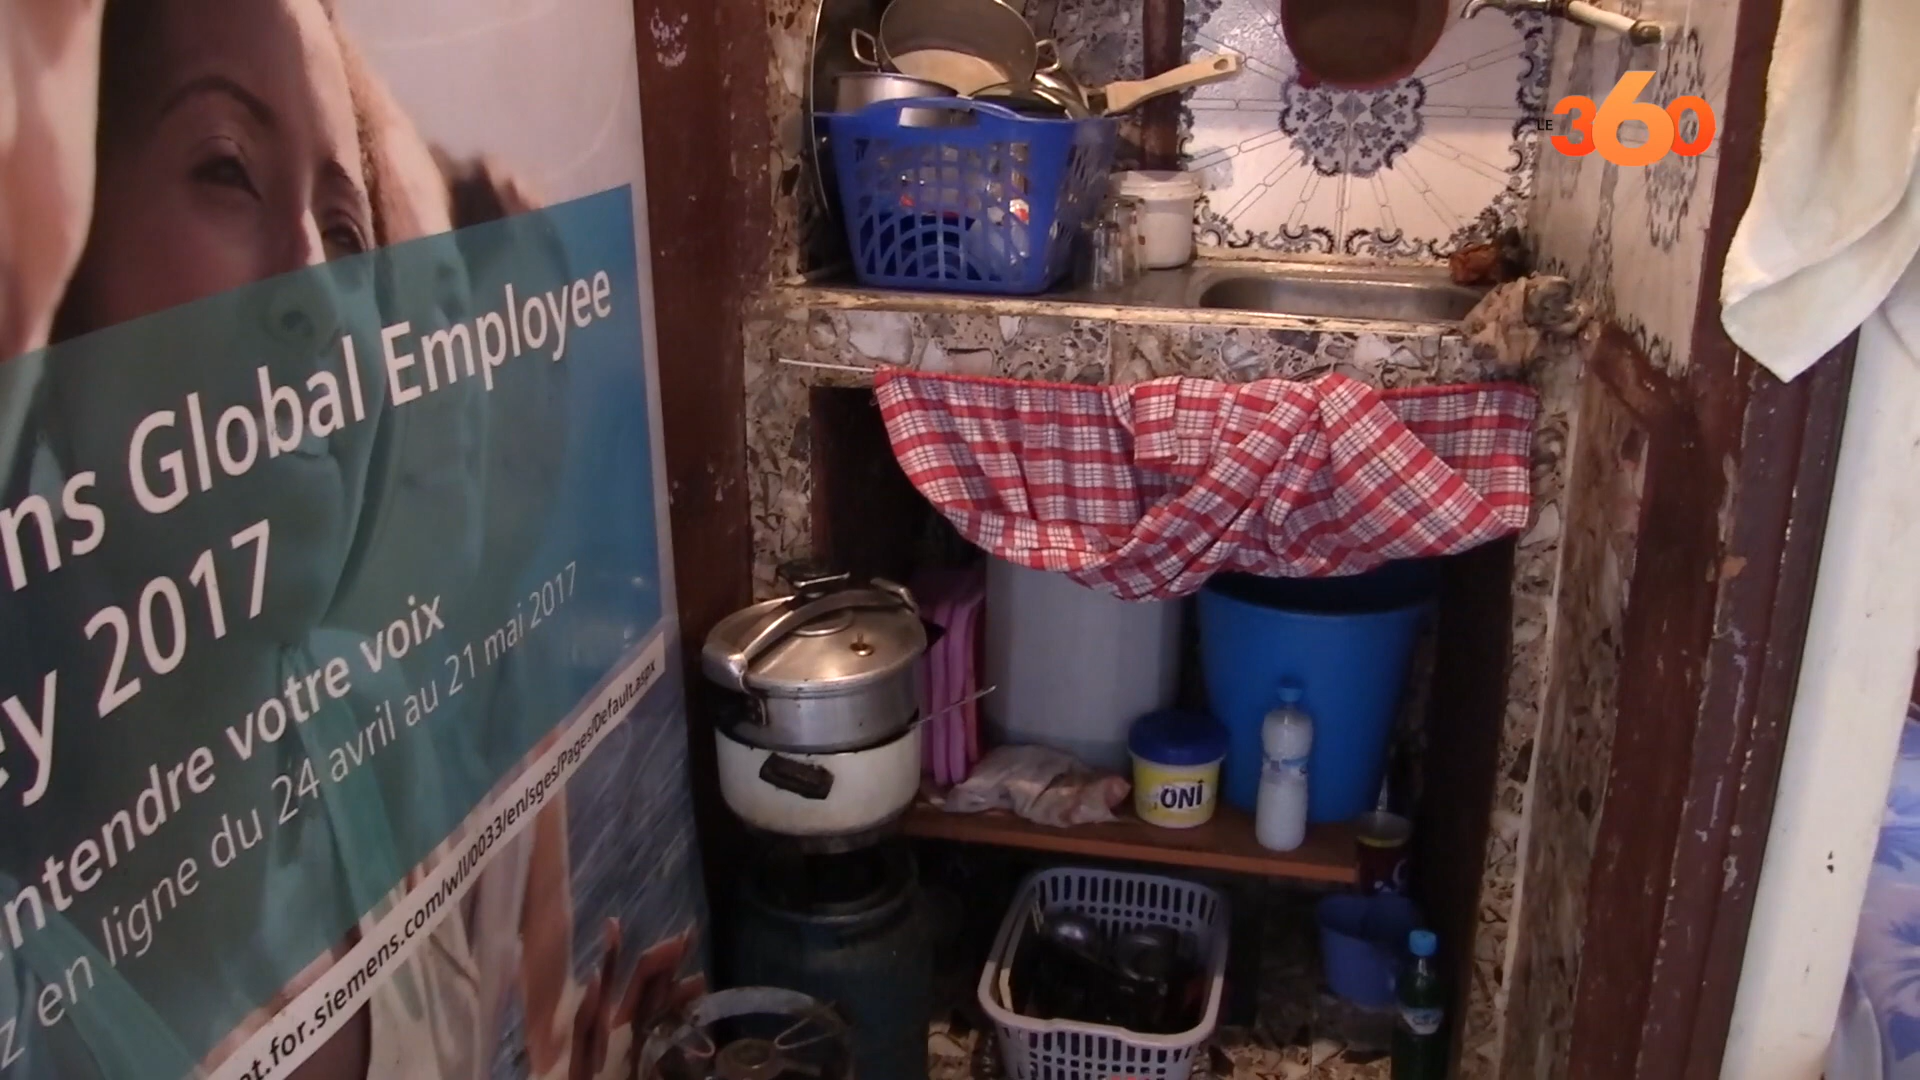 LE 360
ns Global Employee
ey 2017
entendre votre voix
z en ligne du 24 avril au 21 mai 2017
at.for.siemens.com/wll/0033/en/sges/Pages/Default.aspx
ONI